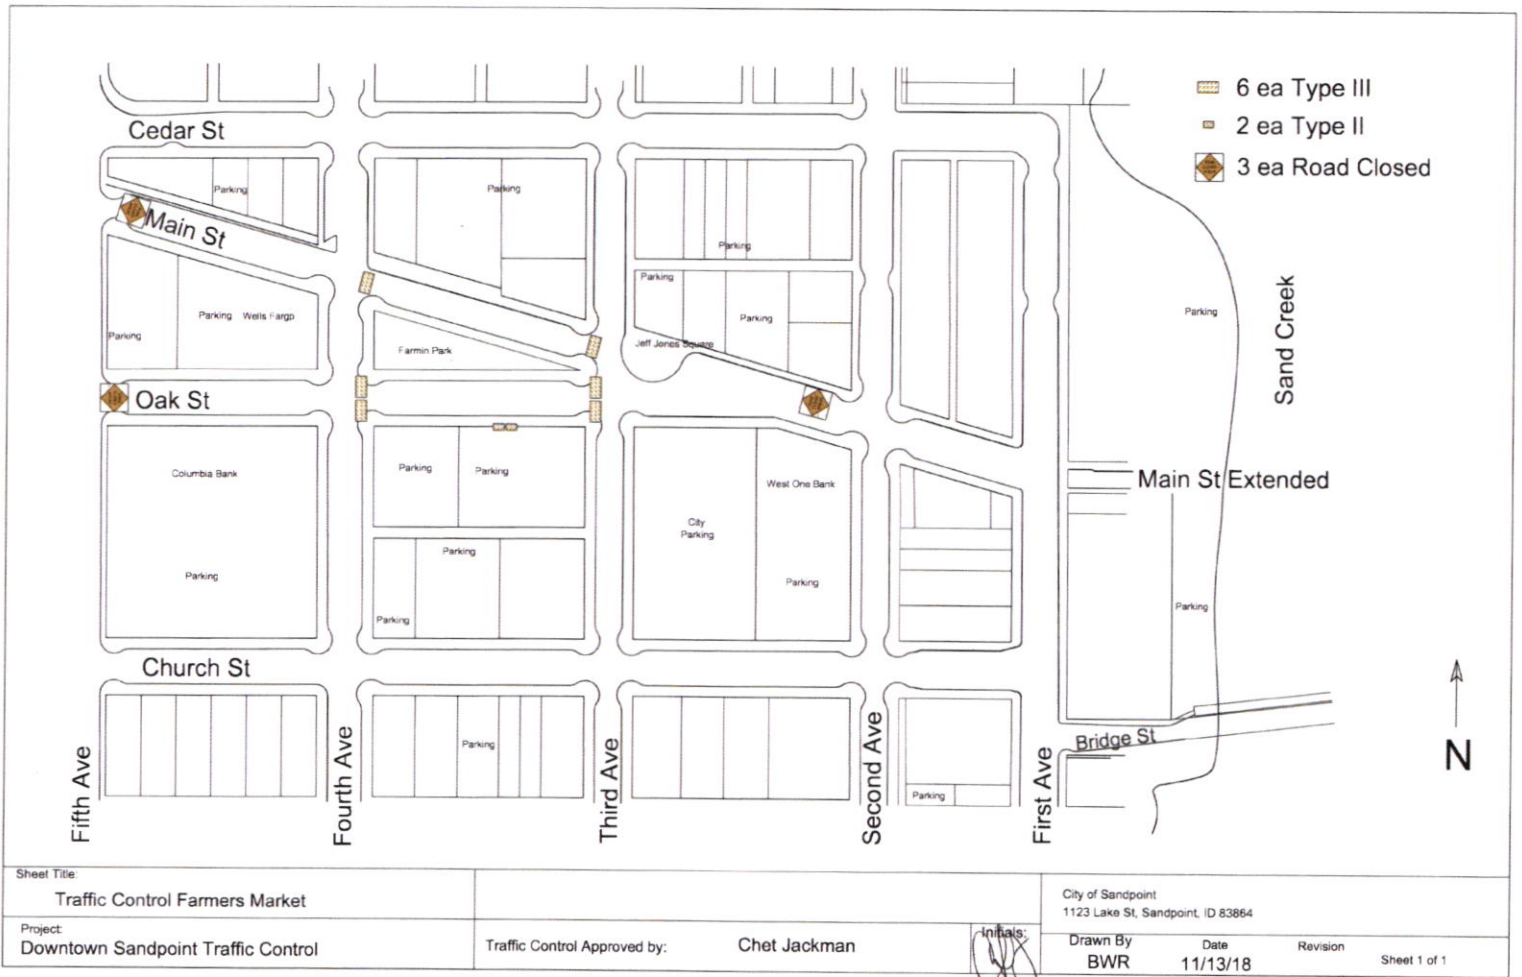 6 ea Type III
2 ea Type II
3 ea Road Closed
Cedar St
Parking
Parking
Main St
Parking
Sand Creek
Parking
Parking
Parking
Wells Fargo
Parking
Parking
Farmin Park
Jeff Jones Square
Oak St
Columbia Bank
Parking
Parking
Parking
West One Bank
Main St Extended
City
Parking
Parking
Parking
Parking
Parking
Parking
Church St
Parking
Parking
Bridge St
N
Fifth Ave
Fourth Ave
Third Ave
Second Ave
First Ave
Sheet Title:
Traffic Control Farmers Market
City of Sandpoint
1123 Lake St, Sandpoint, ID 83864
Project:
Downtown Sandpoint Traffic Control
Traffic Control Approved by:
Chet Jackman
Initials:
Drawn By
BWR
Date
11/13/18
Revision
Sheet 1 of 1